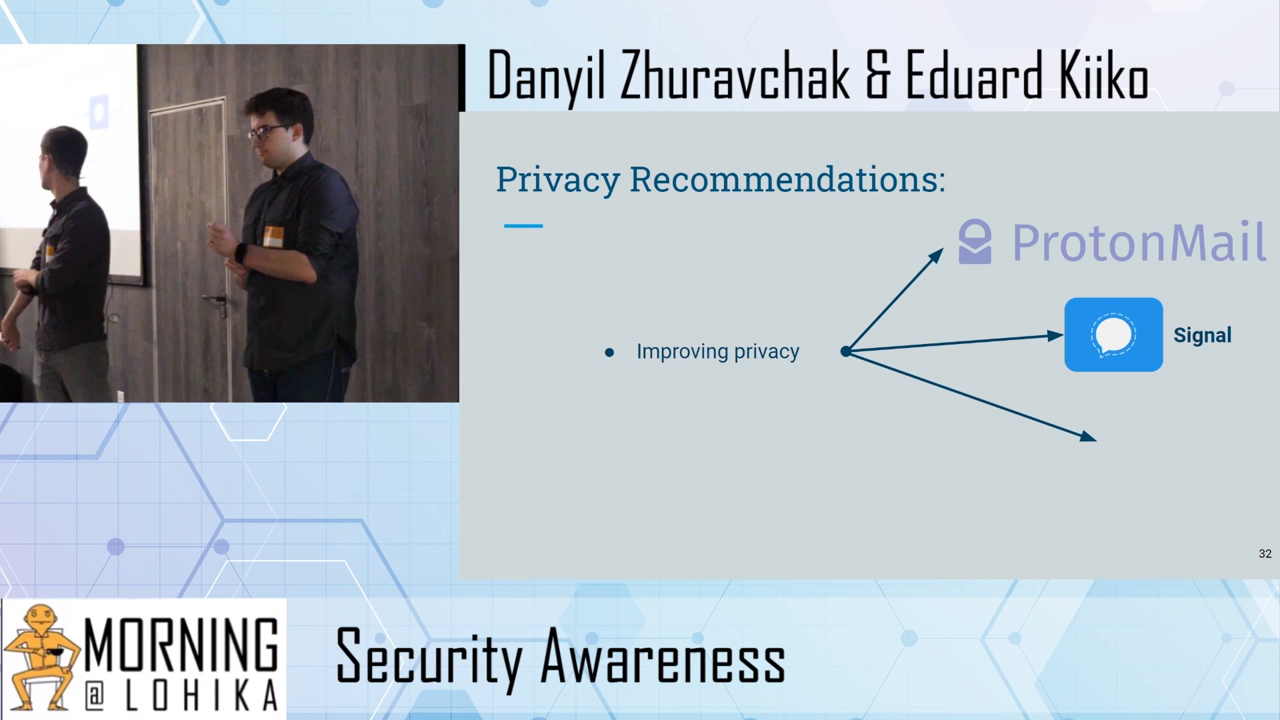 Danyil Zhuravchak & Eduard Kiiko
Privacy Recommendations:
ProtonMail
Signal
• Improving privacy
32
MORNING
@ LOHIKA
Security Awareness